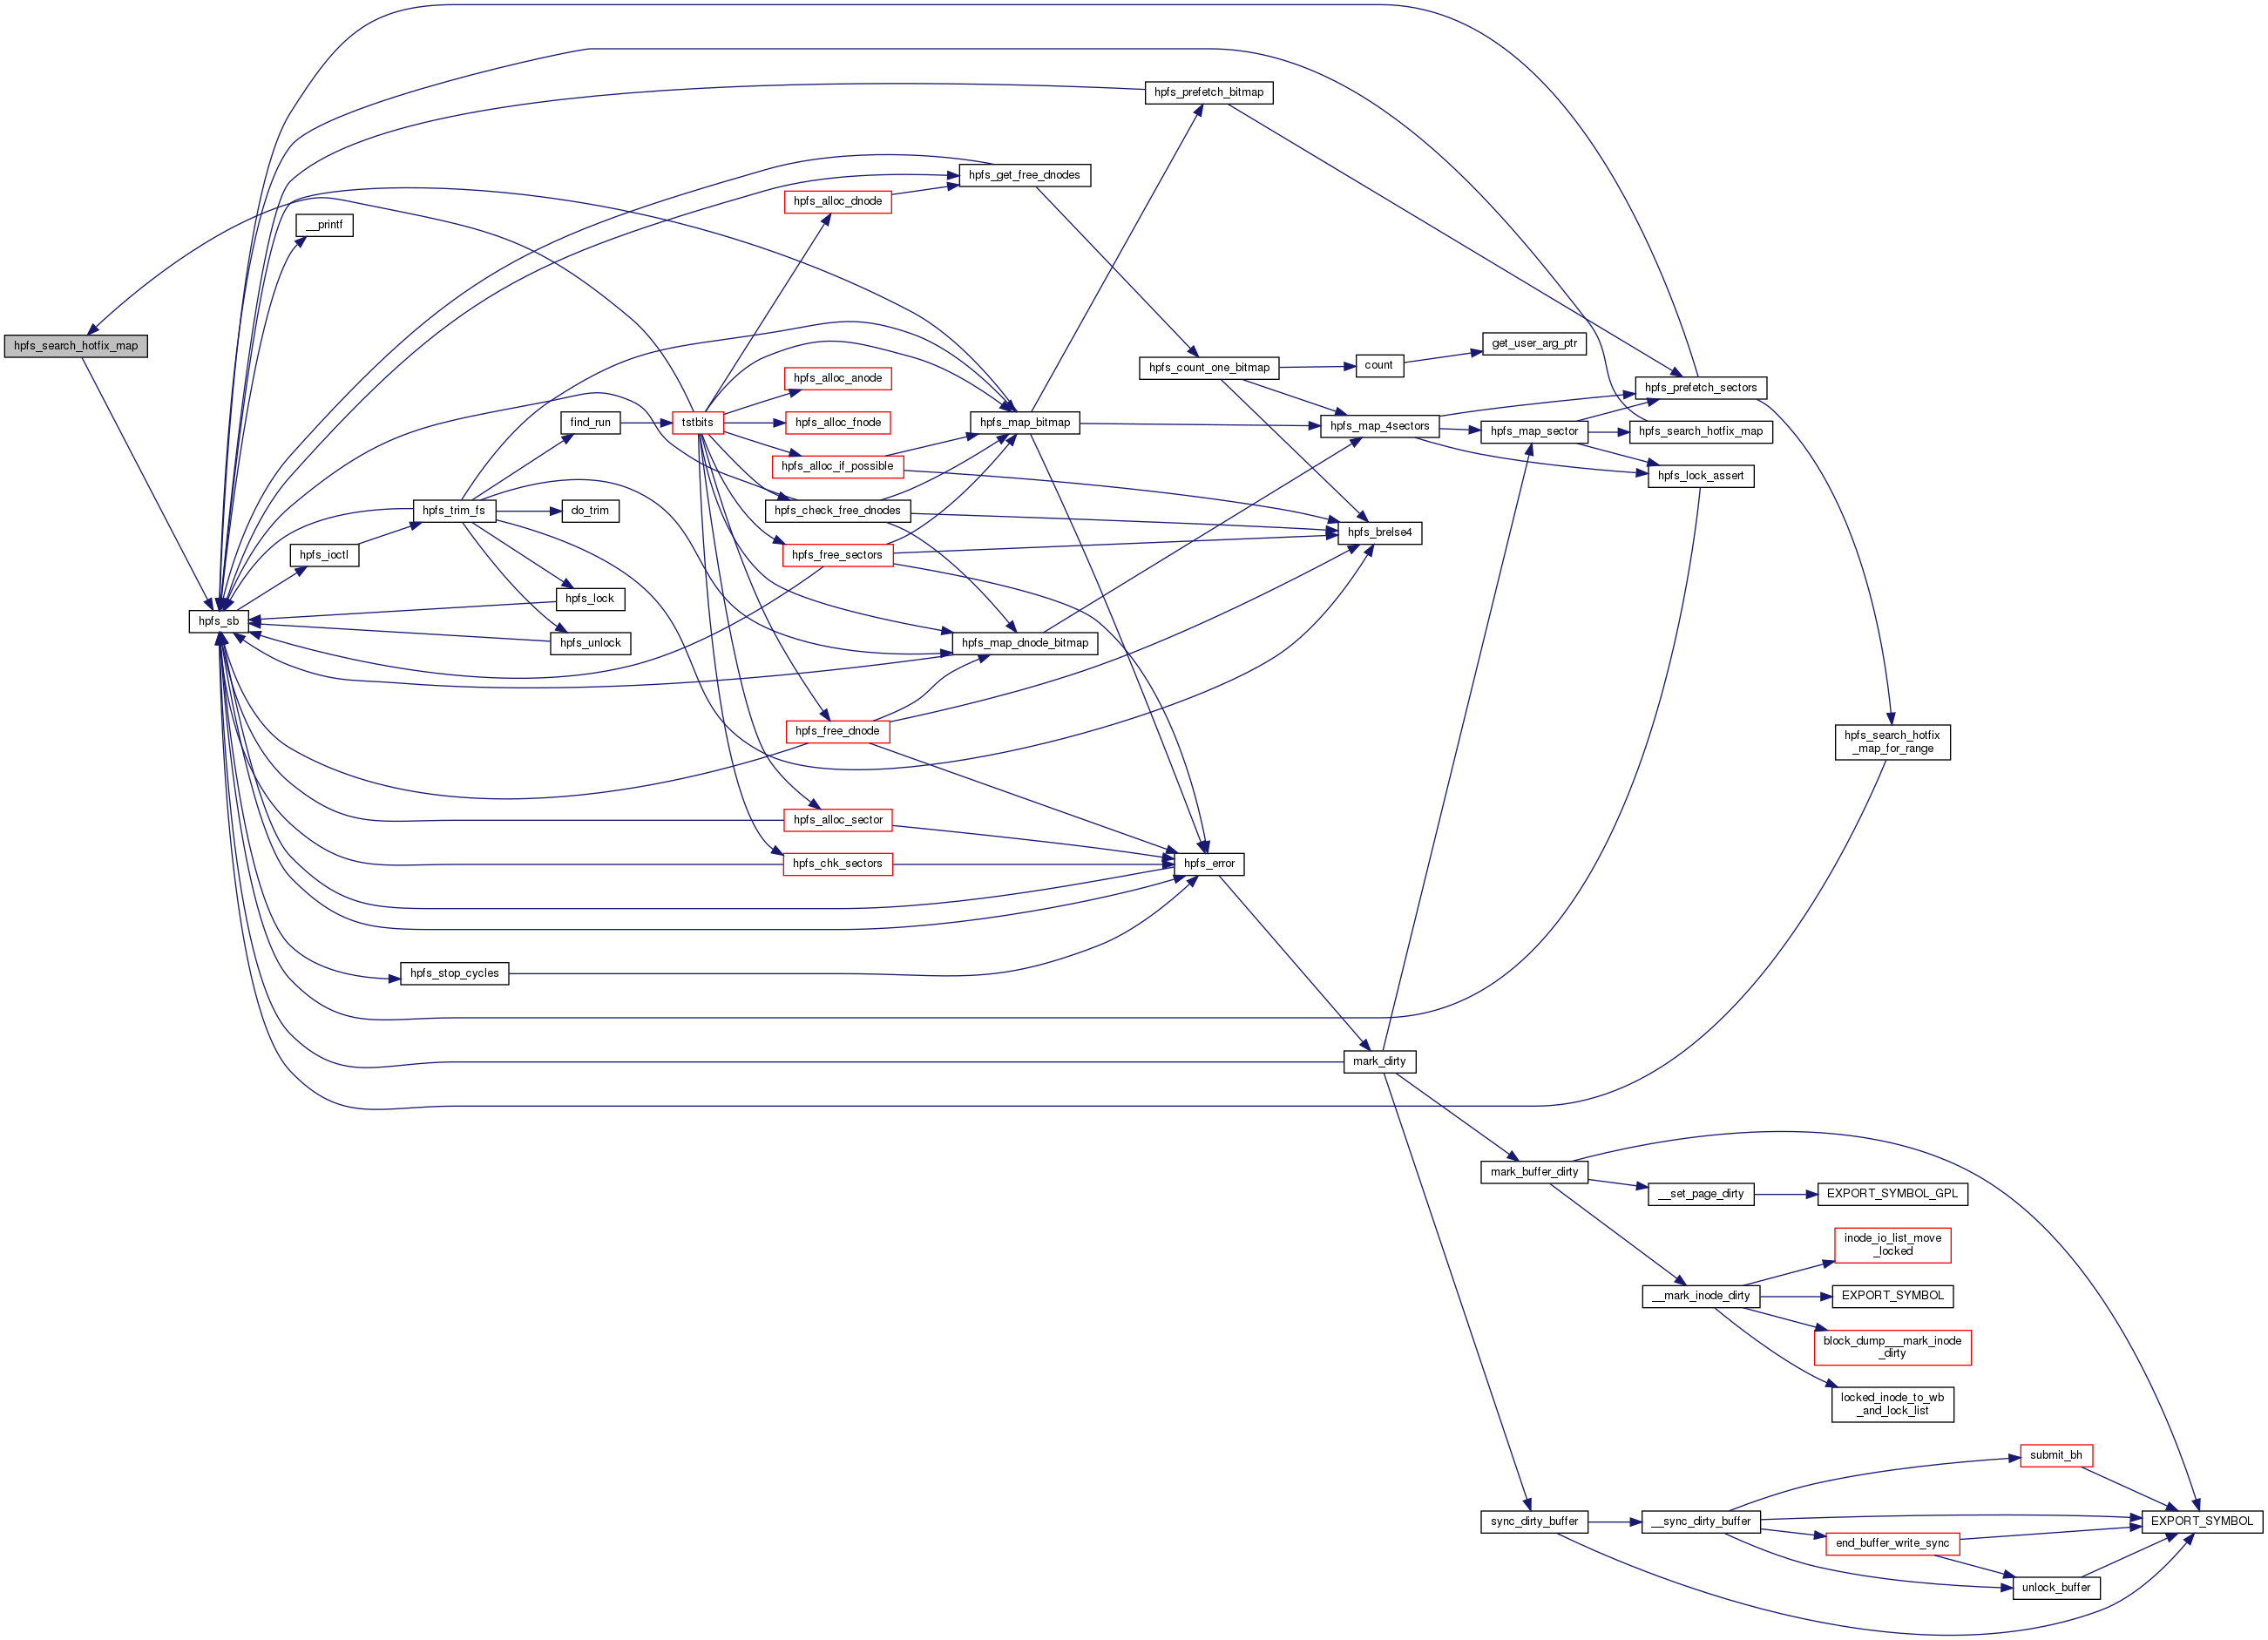 hpfs_prefetch_bitmap
hpfs_get_free_dnodes
hpfs_alloc_dnode
__printf
hpfs_search_hotfix_map
get_user_arg_ptr
hpfs_count_one_bitmap
count
hpfs_alloc_anode
hpfs_prefetch_sectors
find_run
tstbits
hpfs_alloc_fnode
hpfs_map_bitmap
hpfs_map_4sectors
hpfs_map_sector
hpfs_search_hotfix_map
hpfs_alloc_if_possible
hpfs_lock_assert
hpfs_trim_fs
do_trim
hpfs_check_free_dnodes
hpfs_brelse4
hpfs_ioctl
hpfs_free_sectors
hpfs_lock
hpfs_sb
hpfs_unlock
hpfs_map_dnode_bitmap
hpfs_free_dnode
hpfs_search_hotfix
_map_for_range
hpfs_alloc_sector
hpfs_chk_sectors
hpfs_error
hpfs_stop_cycles
mark_dirty
mark_buffer_dirty
__set_page_dirty
EXPORT_SYMBOL_GPL
inode_io_list_move
_locked
__mark_inode_dirty
EXPORT_SYMBOL
block_dump___mark_inode
_dirty
locked_inode_to_wb
_and_lock_list
submit_bh
sync_dirty_buffer
__sync_dirty_buffer
EXPORT_SYMBOL
end_buffer_write_sync
unlock_buffer